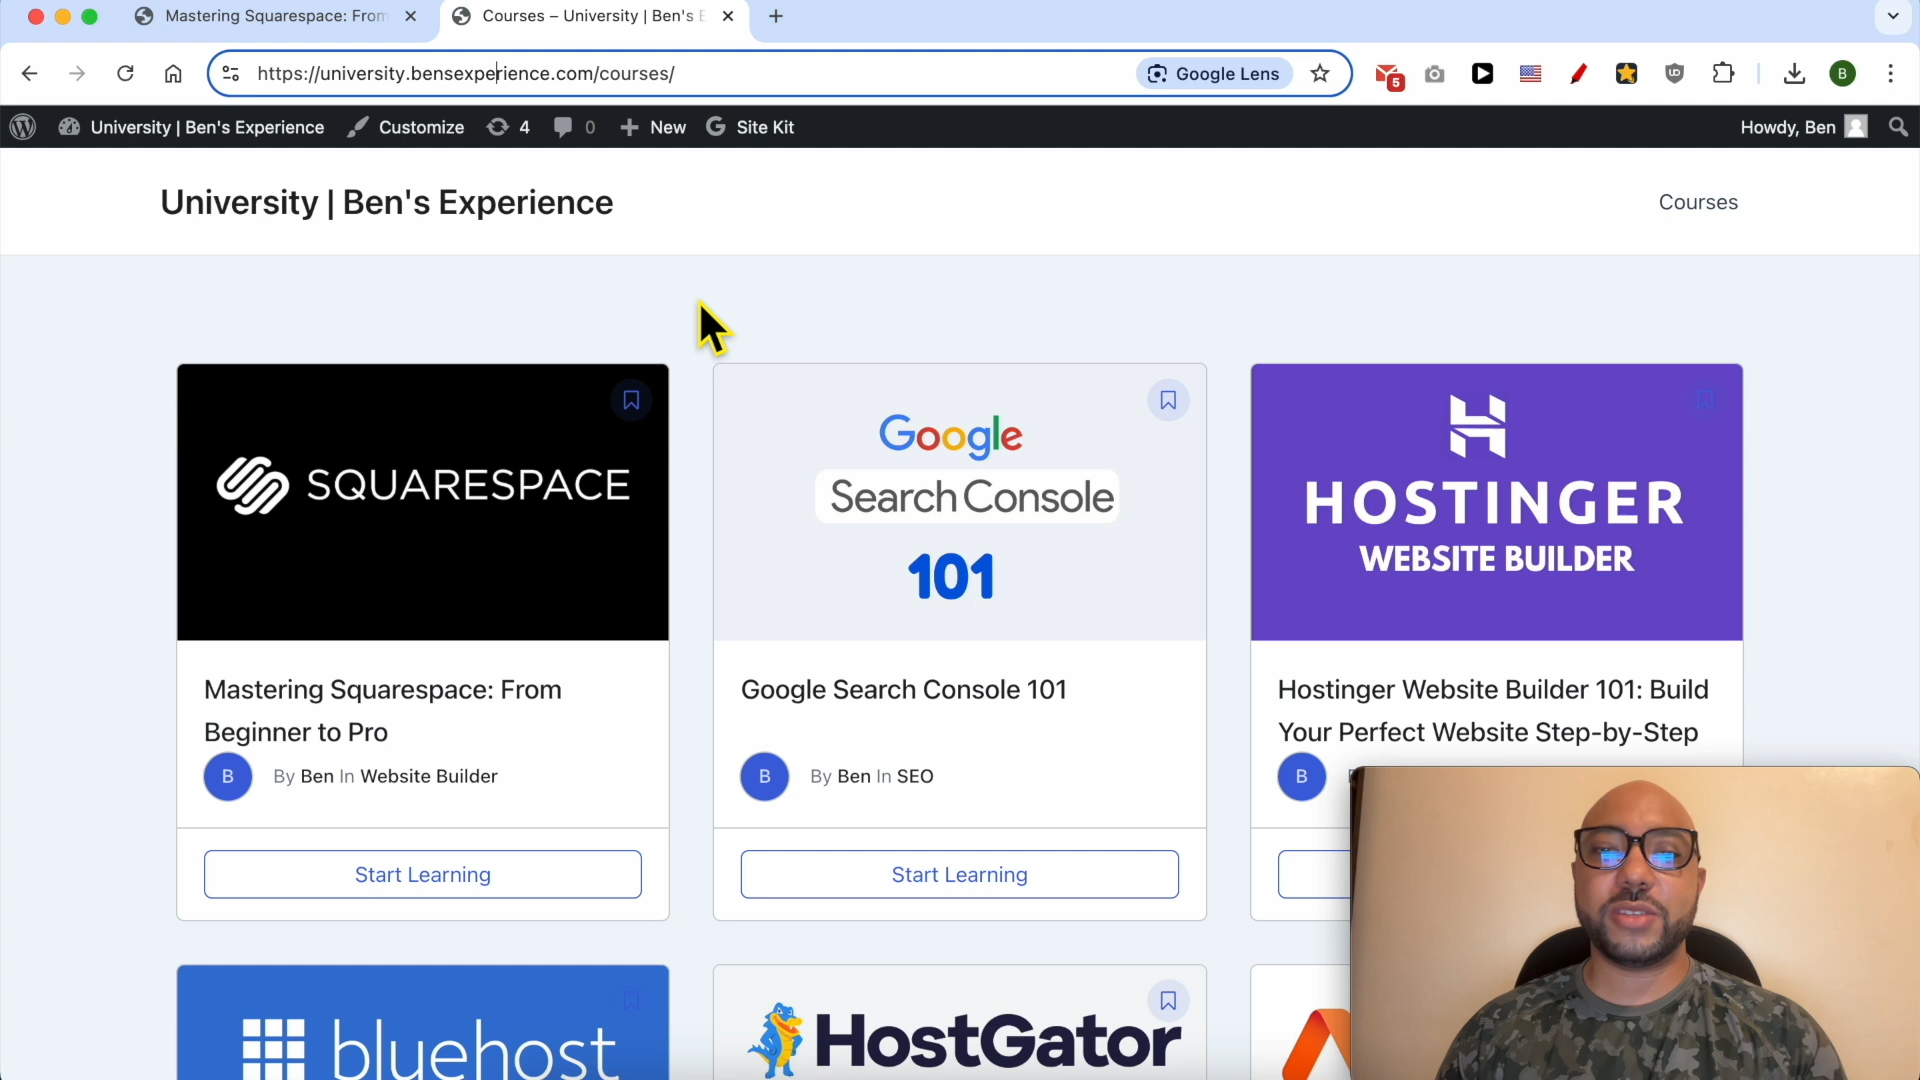 Mastering Squarespace: From
Courses – University | Ben's E
https://university.bensexperience.com/courses/
Google Lens
5
UD
B
University | Ben's Experience
Customize
4
0
New
Site Kit
Howdy, Ben
University | Ben's Experience
Courses
SQUARESPACE
Google
Search Console
101
HOSTINGER
WEBSITE BUILDER
Mastering Squarespace: From
Beginner to Pro
B
By Ben In Website Builder
Start Learning
Google Search Console 101
B
By Ben In SEO
Start Learning
Hostinger Website Builder 101: Build
Your Perfect Website Step-by-Step
B
bluehost
HostGator